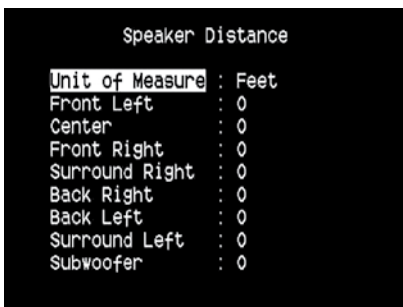 Speaker Distance
Unit of Measure : Feet
Front Left : 0
Center : 0
Front Right : 0
Surround Right : 0
Back Right : 0
Back Left : 0
Surround Left : 0
Subwoofer : 0